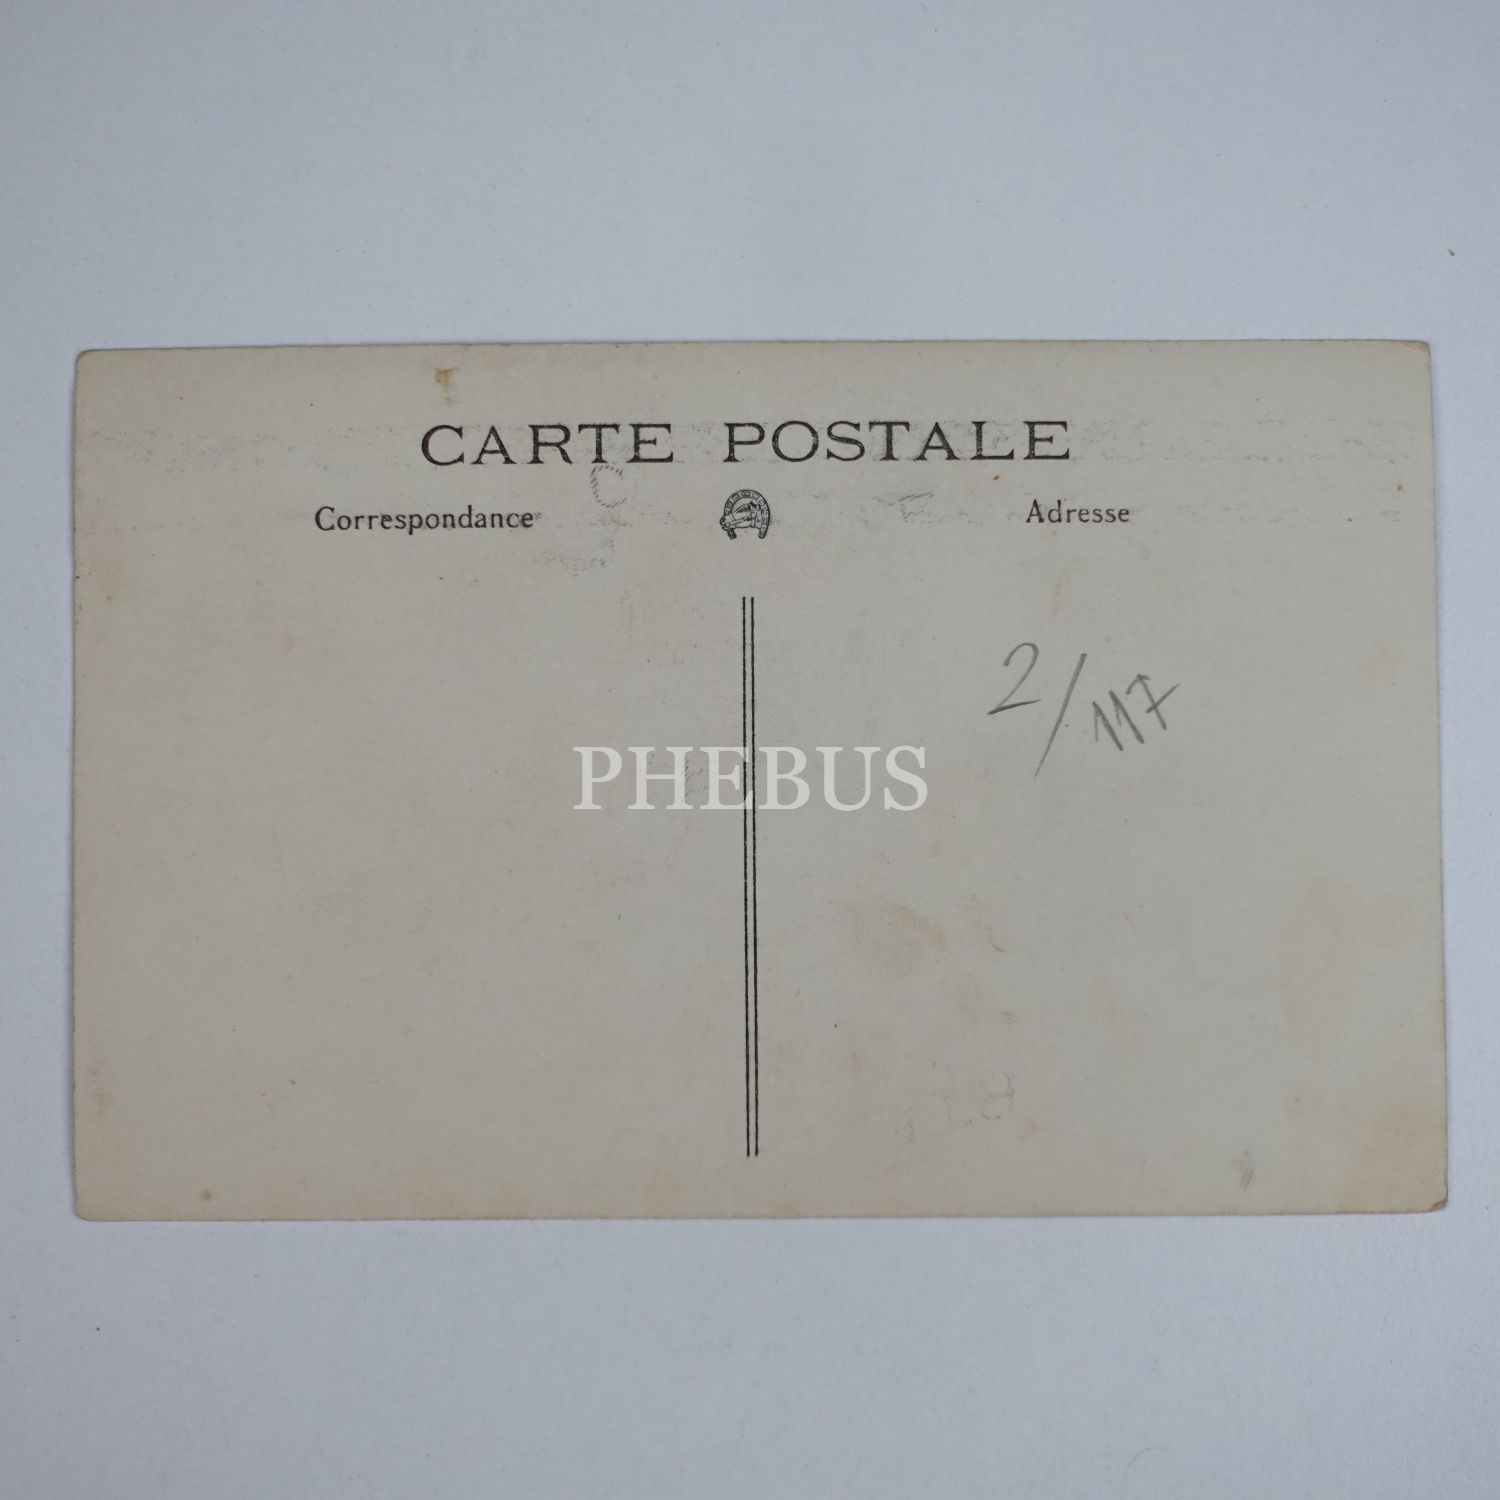 CARTE POSTALE
Correspondance
Adresse
2/117
PHEBUS